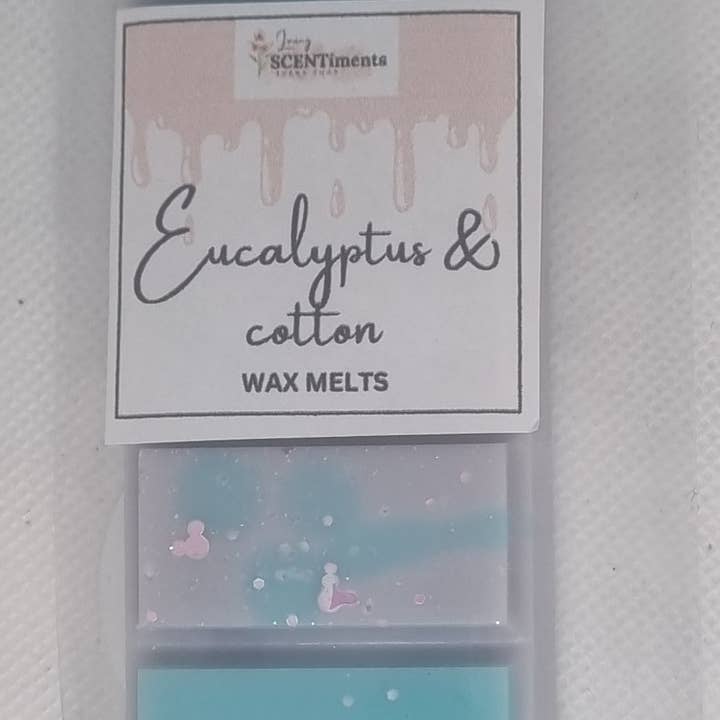 SCENTiments
Eucalyptus &
cotton
WAX MELTS